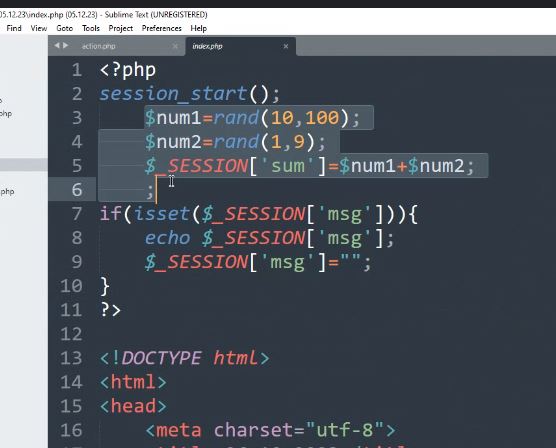 05.12.23\index.php (05.12.23) - Sublime Text (UNREGISTERED)
Find View Goto Tools Project Preferences Help
action.php × index.php ×
1 <?php
2 session_start();
3 $num1=rand(10,100);
4 $num2=rand(1,9);
5 $_SESSION['sum']=$num1+$num2;
6 ;
7 if(isset($_SESSION['msg'])){
8 echo $_SESSION['msg'];
9 $_SESSION['msg']="";
10 }
11 ?>
12
13 <!DOCTYPE html>
14 <html>
15 <head>
16 <meta charset="utf-8">